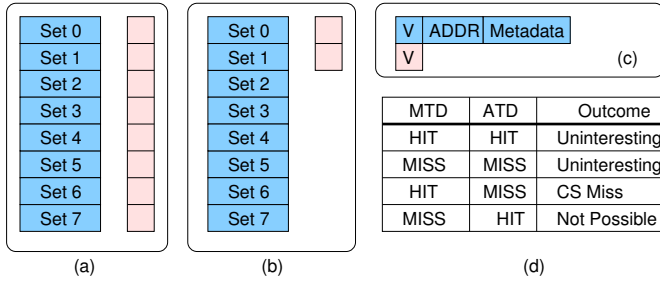 Set 0
Set 1
Set 2
Set 3
Set 4
Set 5
Set 6
Set 7
(a)
Set 0
Set 1
Set 2
Set 3
Set 4
Set 5
Set 6
Set 7
(b)
V ADDR Metadata
V
(c)
MTD ATD Outcome
HIT HIT Uninteresting
MISS MISS Uninteresting
HIT MISS CS Miss
MISS HIT Not Possible
(d)